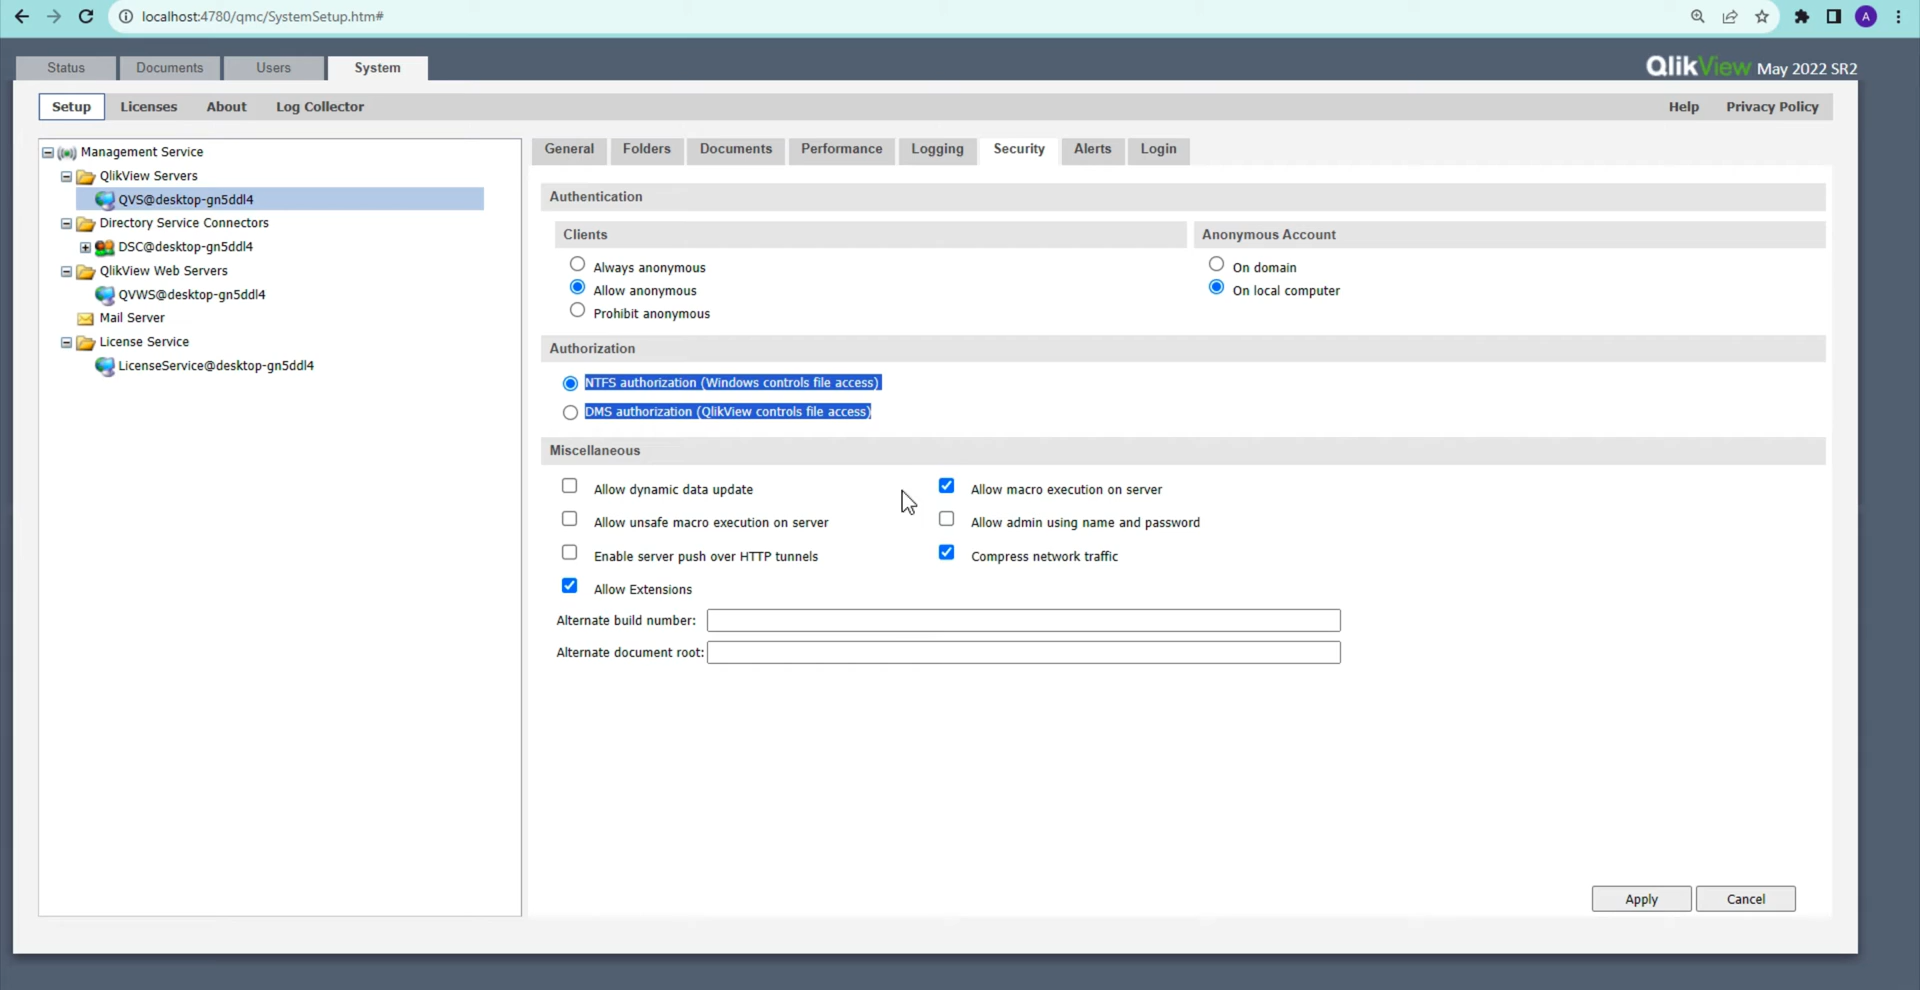 localhost:4780/qmc/SystemSetup.htm#
A
Status Documents Users System
QlikView May 2022 SR2
Setup Licenses About Log Collector Help Privacy Policy
Management Service
QlikView Servers
QVS@desktop-gn5ddl4
Directory Service Connectors
DSC@desktop-gn5ddl4
QlikView Web Servers
QVWS@desktop-gn5ddl4
Mail Server
License Service
LicenseService@desktop-gn5ddl4
General Folders Documents Performance Logging Security Alerts Login
Authentication
Clients Anonymous Account
Always anonymous On domain
Allow anonymous On local computer
Prohibit anonymous
Authorization
NTFS authorization (Windows controls file access)
DMS authorization (QlikView controls file access)
Miscellaneous
Allow dynamic data update Allow macro execution on server
Allow unsafe macro execution on server Allow admin using name and password
Enable server push over HTTP tunnels Compress network traffic
Allow Extensions
Alternate build number:
Alternate document root:
Apply Cancel